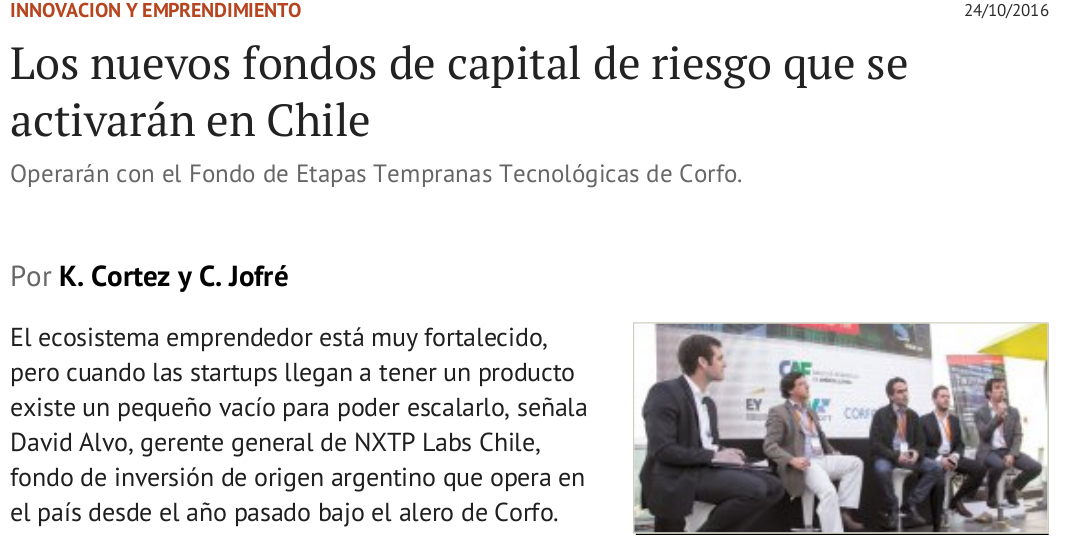 INNOVACION Y EMPRENDIMIENTO
24/10/2016
Los nuevos fondos de capital de riesgo que se
activarán en Chile
Operarán con el Fondo de Etapas Tempranas Tecnológicas de Corfo.
Por K. Cortez y C. Jofré
El ecosistema emprendedor está muy fortalecido,
pero cuando las startups llegan a tener un producto
existe un pequeño vacío para poder escalarlo, señala
David Alvo, gerente general de NXTP Labs Chile,
fondo de inversión de origen argentino que opera en
el país desde el año pasado bajo el alero de Corfo.
CAF
EY
CORFO